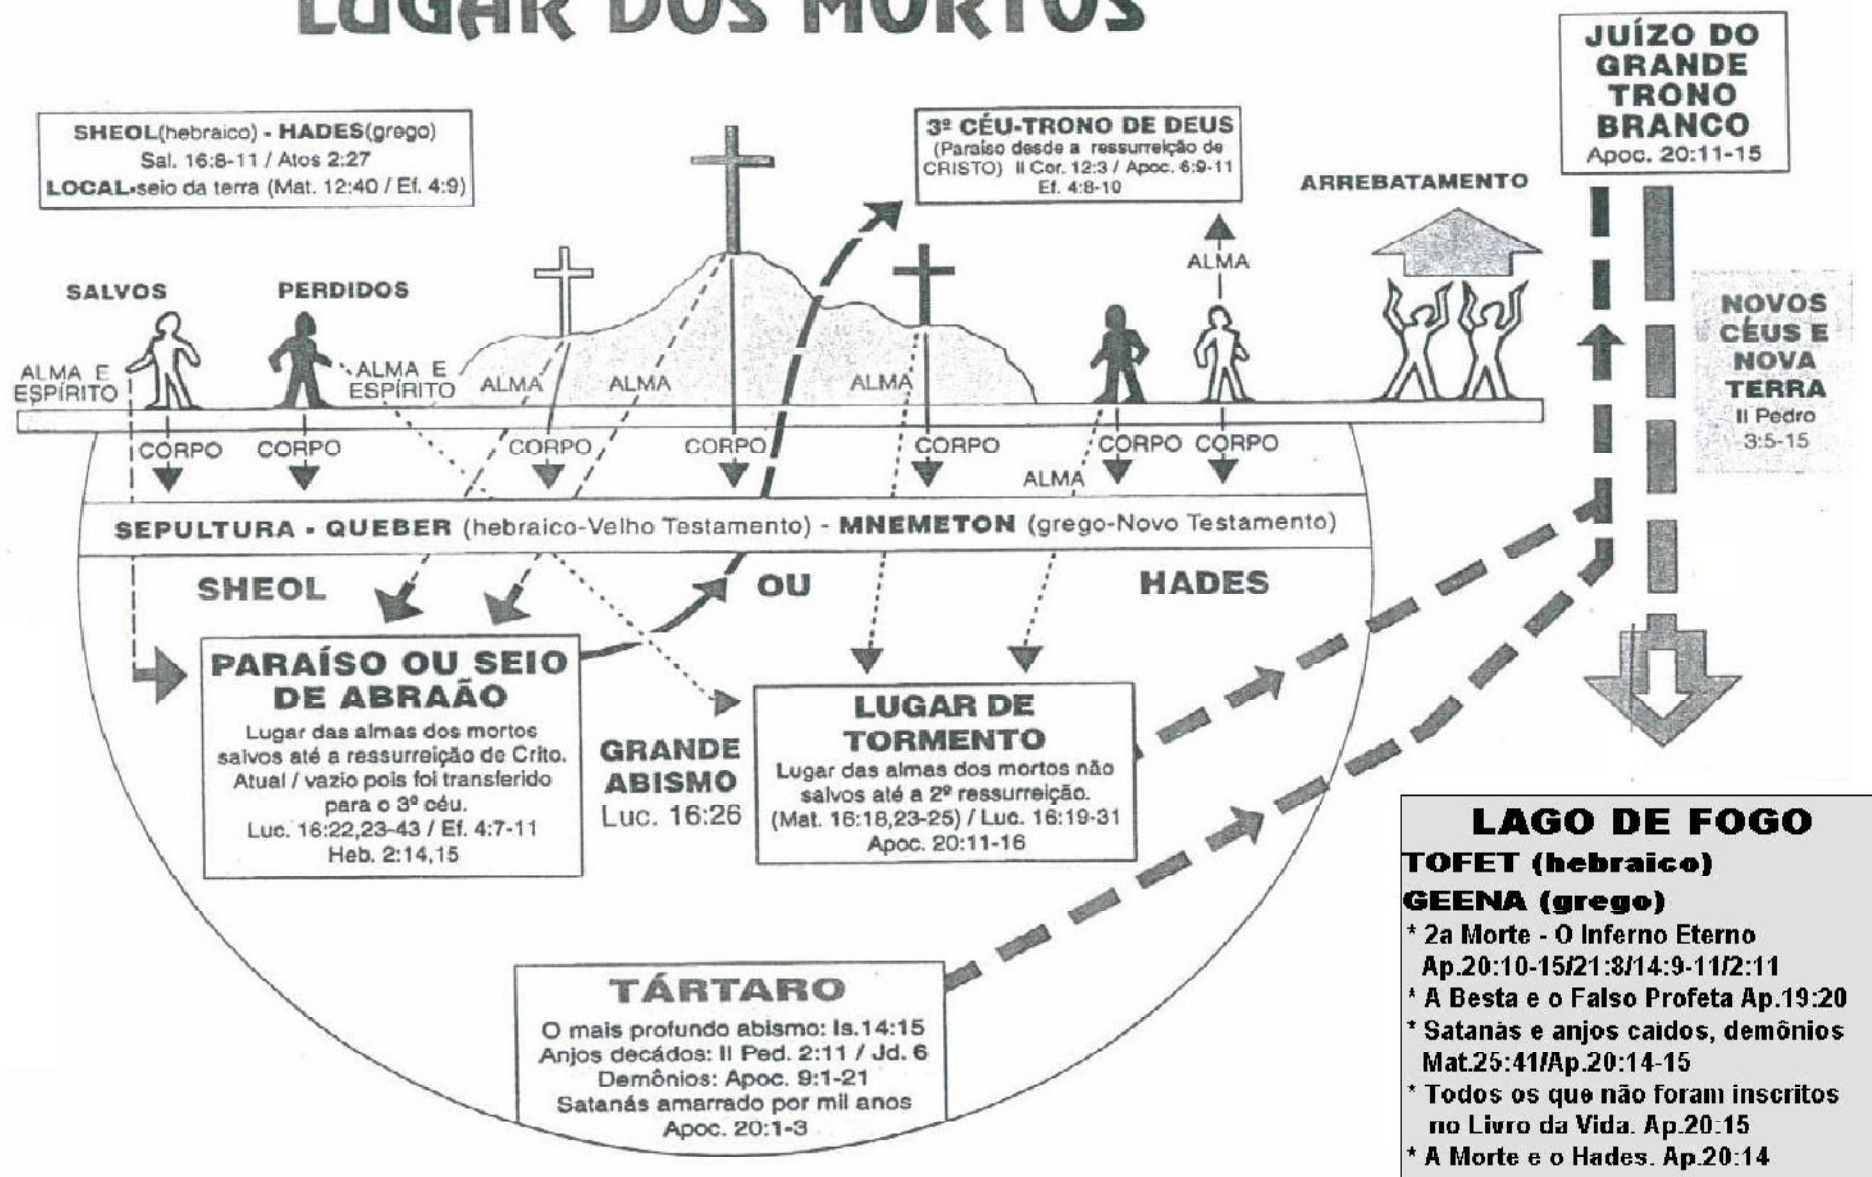 LUGAR DOS MORTOS
JUÍZO DO
GRANDE
TRONO
BRANCO
Apoc. 20:11-15
SHEOL(hebraico) - HADES(grego)
Sal. 16:8-11 / Atos 2:27
LOCAL-seio da terra (Mat. 12:40 / Ef. 4:9)
3º CÉU-TRONO DE DEUS
(Paraíso desde a ressurreição de
CRISTO) II Cor. 12:3 / Apoc. 6:9-11
Ef. 4:8-10
ARREBATAMENTO
SALVOS
PERDIDOS
ALMA
NOVOS
CÉUS E
NOVA
TERRA
II Pedro
3:5-15
ALMA E
ESPÍRITO
ALMA E
ESPÍRITO
ALMA
ALMA
ALMA
CORPO
CORPO
CORPO
CORPO
CORPO
CORPO
CORPO
ALMA
SEPULTURA - QUEBER (hebraico-Velho Testamento) - MNEMETON (grego-Novo Testamento)
SHEOL
OU
HADES
PARAÍSO OU SEIO
DE ABRAÃO
Lugar das almas dos mortos
salvos até a ressurreição de Crito.
Atual / vazio pois foi transferido
para o 3º céu.
Luc. 16:22,23-43 / Ef. 4:7-11
Heb. 2:14,15
GRANDE
ABISMO
Luc. 16:26
LUGAR DE
TORMENTO
Lugar das almas dos mortos não
salvos até a 2º ressurreição.
(Mat. 16:18,23-25) / Luc. 16:19-31
Apoc. 20:11-16
TÁRTARO
O mais profundo abismo: Is.14:15
Anjos decádos: II Ped. 2:11 / Jd. 6
Demônios: Apoc. 9:1-21
Satanás amarrado por mil anos
Apoc. 20:1-3
LAGO DE FOGO
TOFET (hebraico)
GEENA (grego)
* 2a Morte - O Inferno Eterno
Ap.20:10-15/21:8/14:9-11/2:11
* A Besta e o Falso Profeta Ap.19:20
* Satanás e anjos caídos, demônios
Mat.25:41/Ap.20:14-15
* Todos os que não foram inscritos
no Livro da Vida. Ap.20:15
* A Morte e o Hades. Ap.20:14